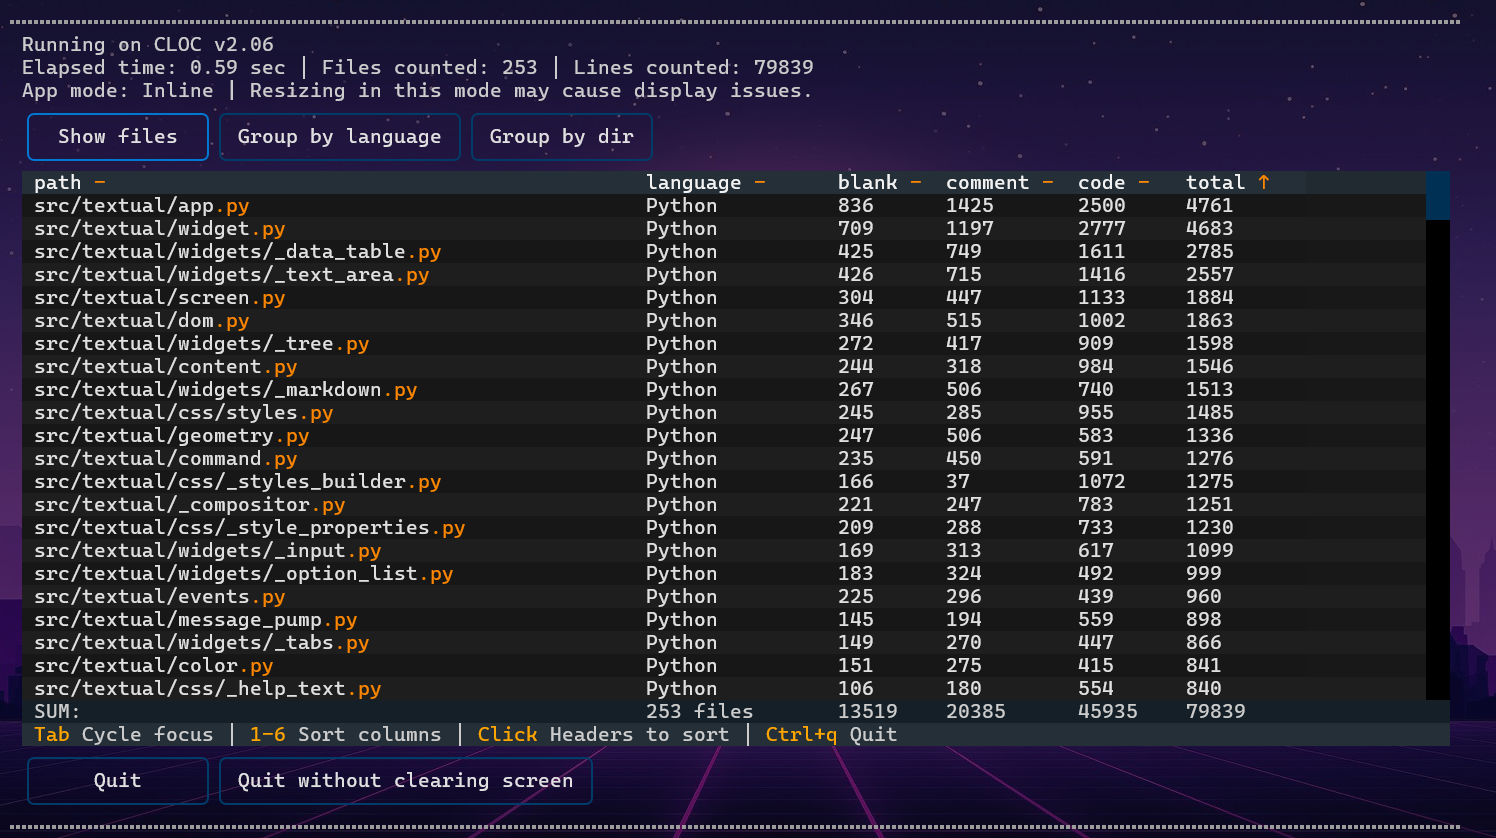 Running on CLOC v2.06
Elapsed time: 0.59 sec │ Files counted: 253 │ Lines counted: 79839
App mode: Inline | Resizing in this mode may cause display issues.
Show files Group by language Group by dir
path - language - blank - comment - code - total ↑
src/textual/app.py Python 836 1425 2500 4761
src/textual/widget.py Python 709 1197 2777 4683
src/textual/widgets/_data_table.py Python 425 749 1611 2785
src/textual/widgets/_text_area.py Python 426 715 1416 2557
src/textual/screen.py Python 304 447 1133 1884
src/textual/dom.py Python 346 515 1002 1863
src/textual/widgets/_tree.py Python 272 417 909 1598
src/textual/content.py Python 244 318 984 1546
src/textual/widgets/_markdown.py Python 267 506 740 1513
src/textual/css/styles.py Python 245 285 955 1485
src/textual/geometry.py Python 247 506 583 1336
src/textual/command.py Python 235 450 591 1276
src/textual/css/_styles_builder.py Python 166 37 1072 1275
src/textual/_compositor.py Python 221 247 783 1251
src/textual/css/_style_properties.py Python 209 288 733 1230
src/textual/widgets/_input.py Python 169 313 617 1099
src/textual/widgets/_option_list.py Python 183 324 492 999
src/textual/events.py Python 225 296 439 960
src/textual/message_pump.py Python 145 194 559 898
src/textual/widgets/_tabs.py Python 149 270 447 866
src/textual/color.py Python 151 275 415 841
src/textual/css/_help_text.py Python 106 180 554 840
SUM: 253 files 13519 20385 45935 79839
Tab Cycle focus │ 1-6 Sort columns │ Click Headers to sort │ Ctrl+q Quit
Quit Quit without clearing screen